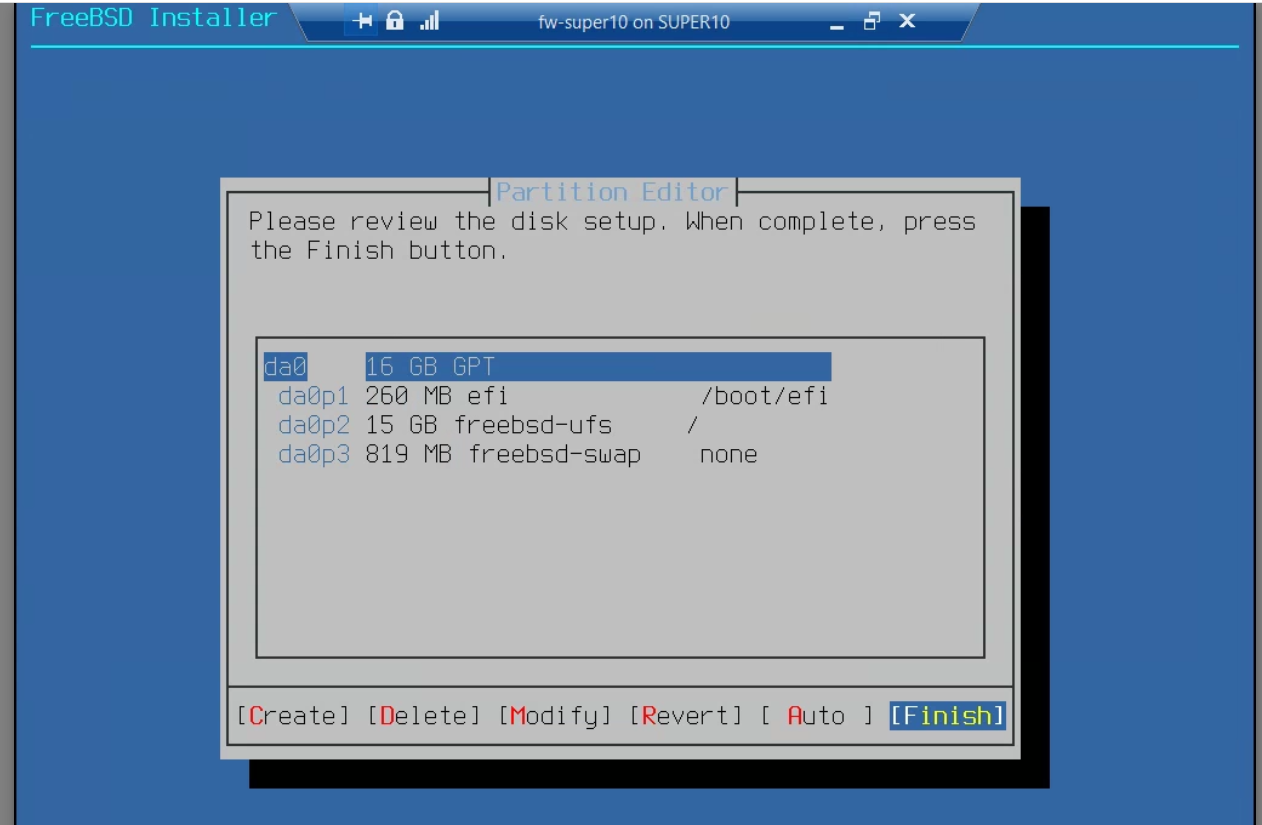 FreeBSD Installer
fw-super10 on SUPER10
Partition Editor
Please review the disk setup. When complete, press
the Finish button.
da0 16 GB GPT
da0p1 260 MB efi /boot/efi
da0p2 15 GB freebsd-ufs /
da0p3 819 MB freebsd-swap none
[Create] [Delete] [Modify] [Revert] [ Auto ] [Finish]